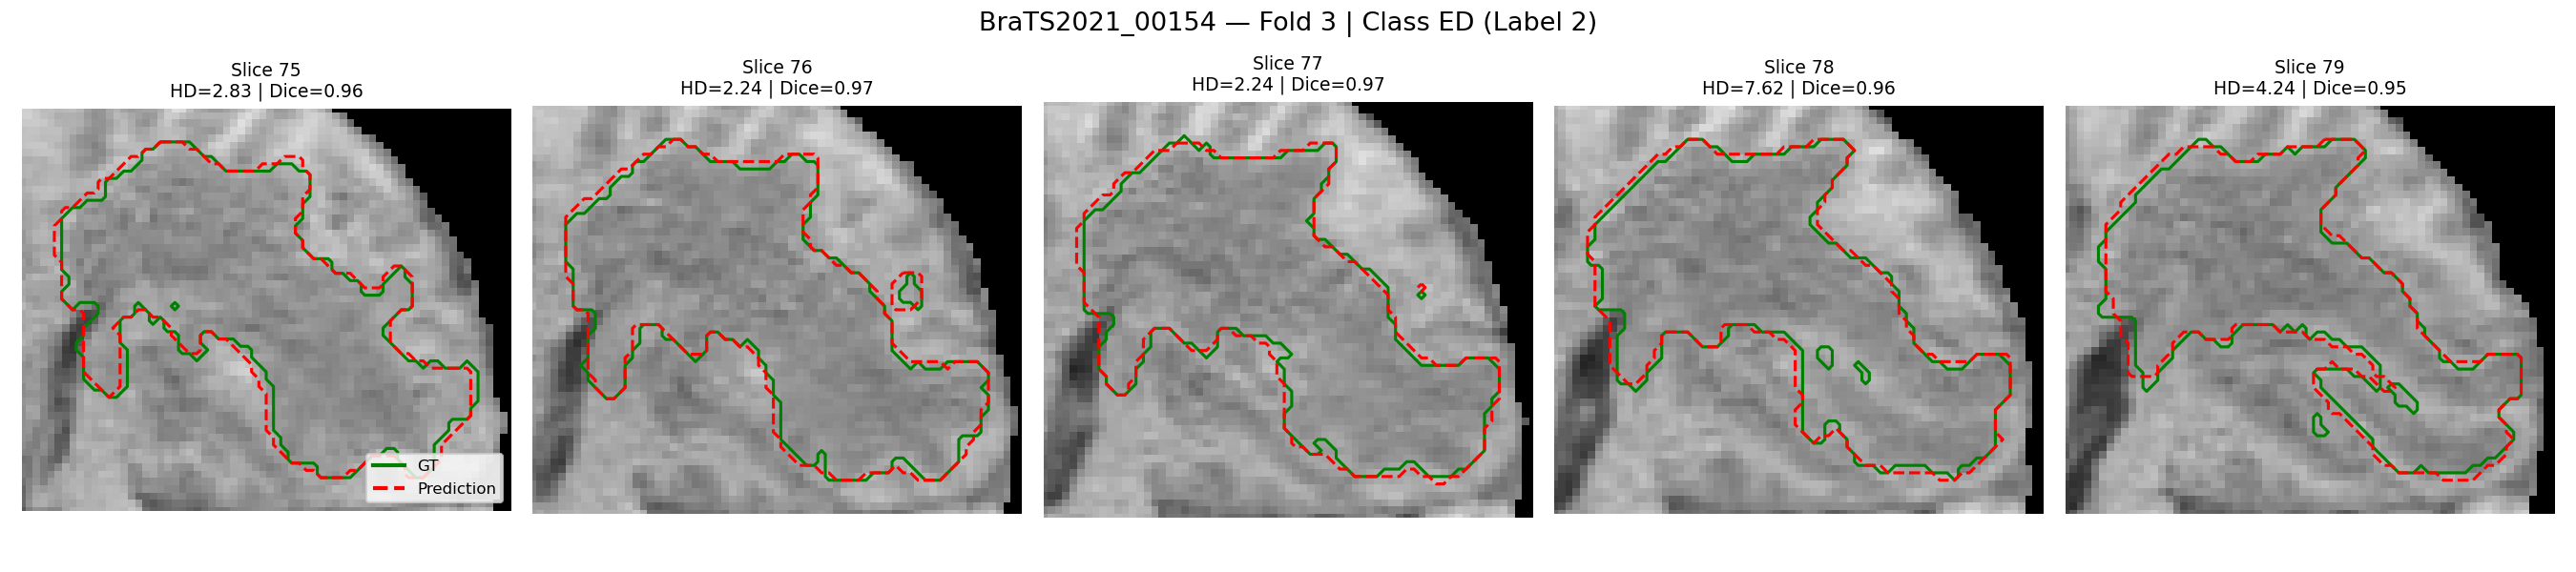 BraTS2021_00154 — Fold 3 | Class ED (Label 2)
Slice 75
HD=2.83 | Dice=0.96
Slice 76
HD=2.24 | Dice=0.97
Slice 77
HD=2.24 | Dice=0.97
Slice 78
HD=7.62 | Dice=0.96
Slice 79
HD=4.24 | Dice=0.95
GT
Prediction